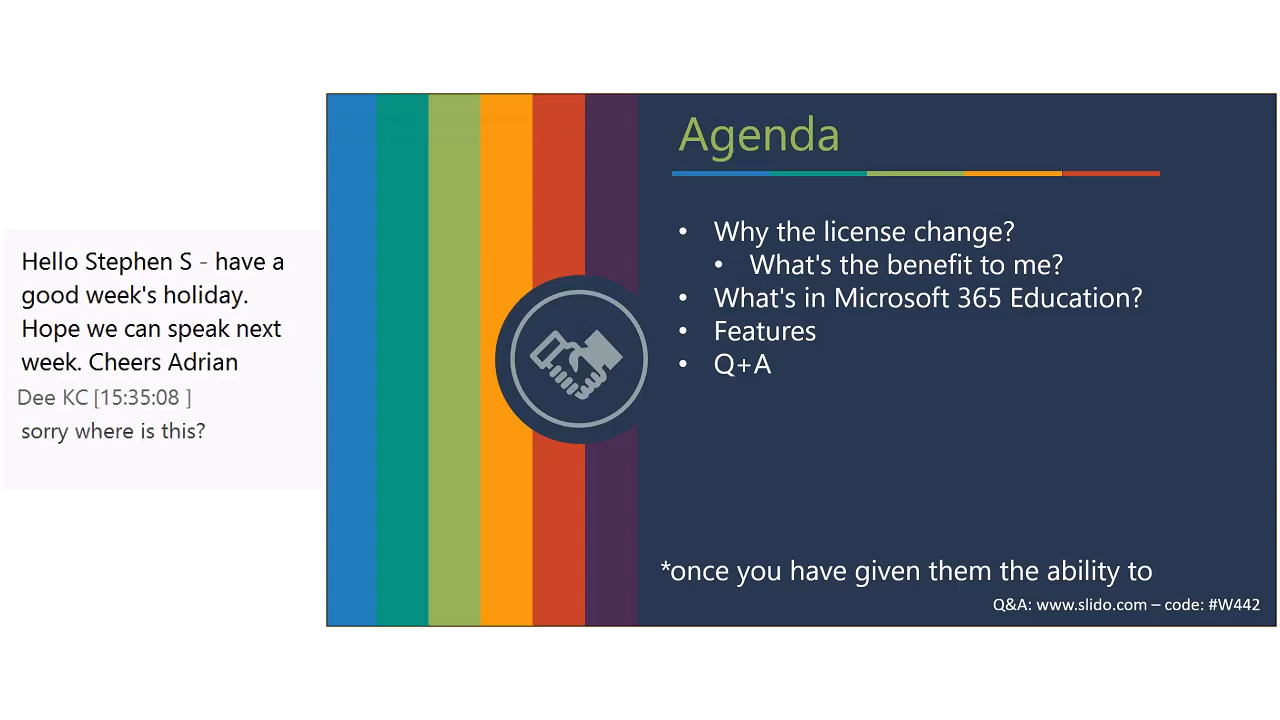 Hello Stephen S - have a
good week's holiday.
Hope we can speak next
week. Cheers Adrian
Dee KC [15:35:08 ]
sorry where is this?
Agenda
• Why the license change?
• What's the benefit to me?
• What's in Microsoft 365 Education?
• Features
• Q+A
*once you have given them the ability to
Q&A: www.slido.com – code: #W442